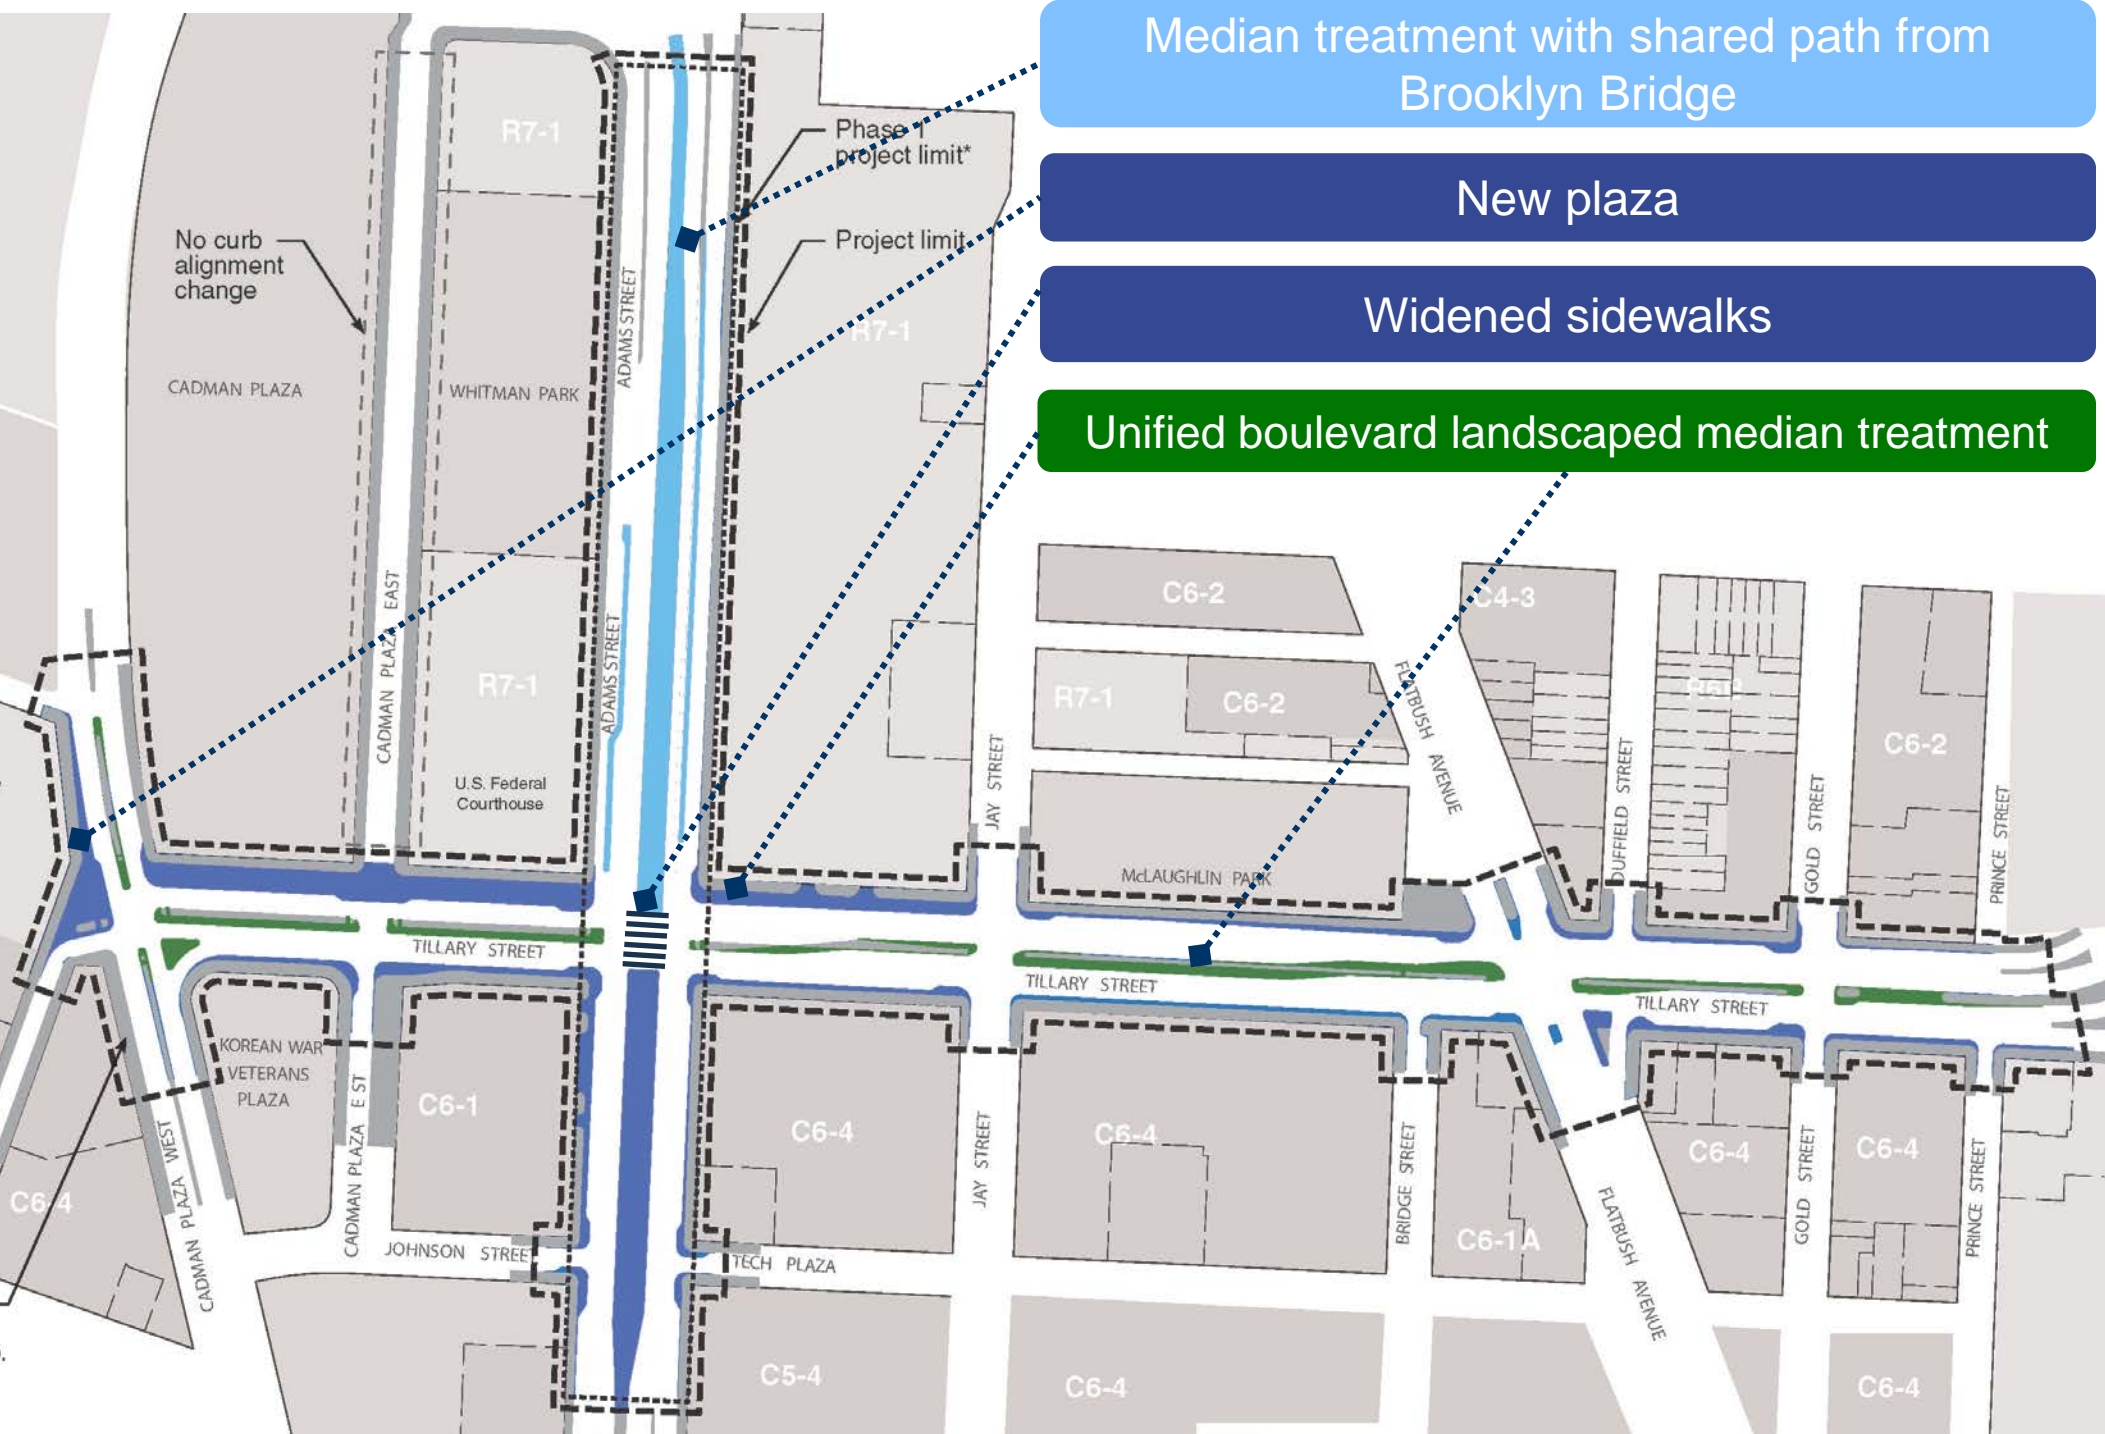 Median treatment with shared path from
Brooklyn Bridge
New plaza
Widened sidewalks
Unified boulevard landscaped median treatment
R7-1
Phase 1
project limit*
No curb
alignment
change
Project limit
R7-1
ADAMS STREET
CADMAN PLAZA
WHITMAN PARK
CADMAN PLAZA EAST
C6-2
C4-3
R7-1
ADAMS STREET
R7-1
C6-2
FLATBUSH AVENUE
C6-2
U.S. Federal
Courthouse
JAY STREET
DUFFIELD STREET
GOLD STREET
PRINCE STREET
McLAUGHLIN PARK
TILLARY STREET
TILLARY STREET
TILLARY STREET
KOREAN WAR
VETERANS
PLAZA
C6-1
C6-4
C6-4
C6-4
C6-4
CADMAN PLAZA WEST
CADMAN PLAZA EST
JAY STREET
BRIDGE STREET
GOLD STREET
PRINCE STREET
C6-4
C6-1A
FLATBUSH AVENUE
JOHNSON STREET
TECH PLAZA
CADMAN PLAZA
C5-4
C6-4
C6-4